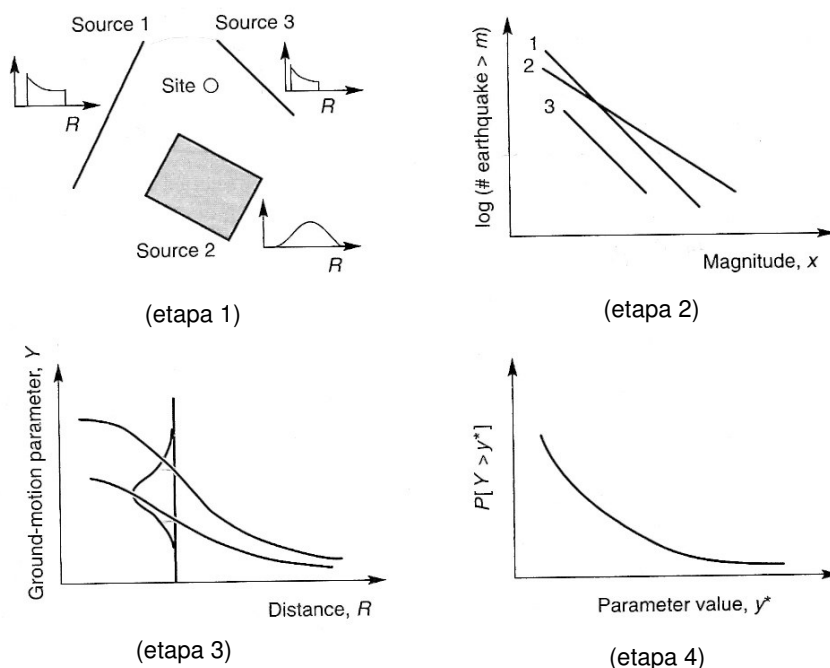 Source 1
Source 3
Site
R
R
Source 2
R
(etapa 1)
log (# earthquake > m)
1
2
3
Magnitude, x
(etapa 2)
Ground-motion parameter, Y
Distance, R
(etapa 3)
P[Y > y*]
Parameter value, y*
(etapa 4)